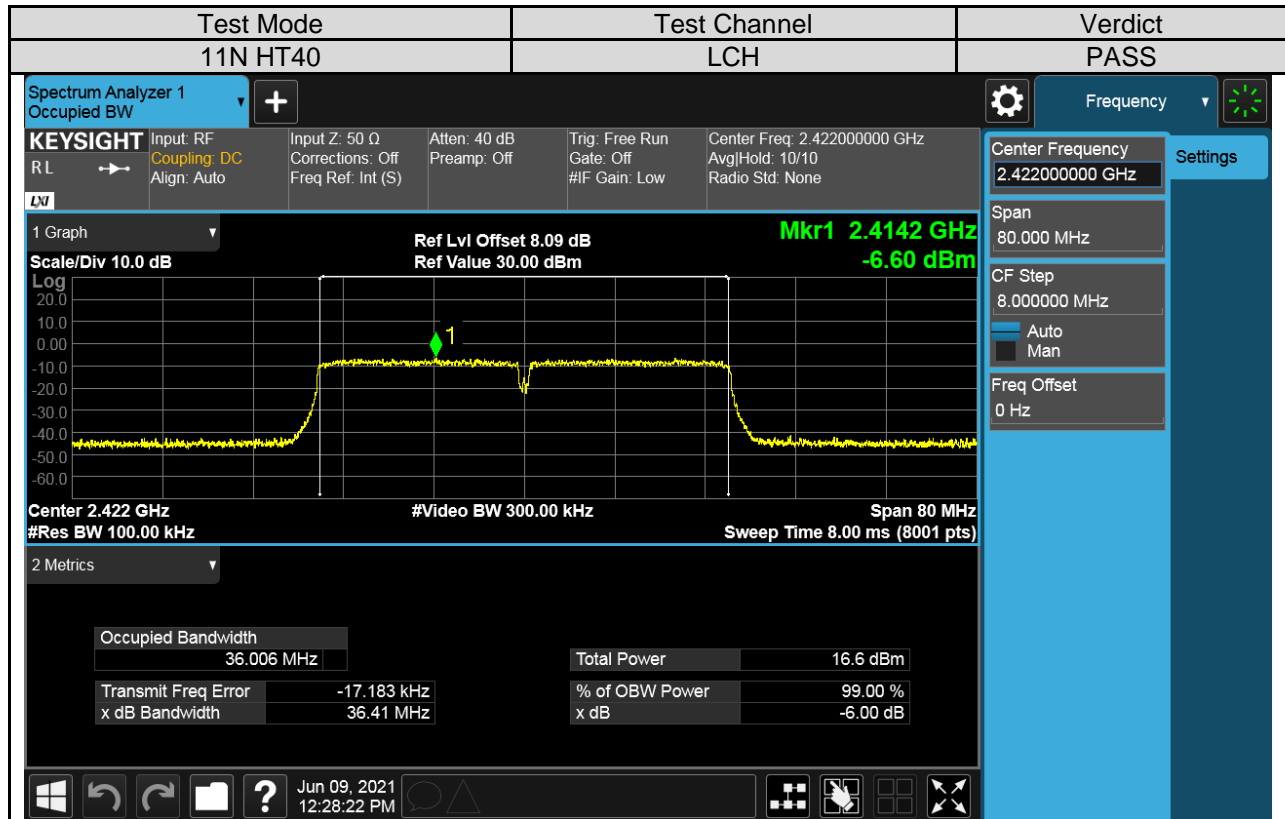 Test Mode Test Channel Verdict
11N HT40 LCH PASS
Spectrum Analyzer 1
Occupied BW
Frequency
KEYSIGHT
R L
LXI
Input: RF
Coupling: DC
Align: Auto
Input Z: 50 Ω
Corrections: Off
Freq Ref: Int (S)
Atten: 40 dB
Preamp: Off
Trig: Free Run
Gate: Off
#IF Gain: Low
Center Freq: 2.422000000 GHz
Avg|Hold: 10/10
Radio Std: None
Center Frequency
2.422000000 GHz
Settings
Span
80.000 MHz
CF Step
8.000000 MHz
Auto
Man
Freq Offset
0 Hz
1 Graph
Scale/Div 10.0 dB
Ref Lvl Offset 8.09 dB
Ref Value 30.00 dBm
Mkr1 2.4142 GHz
-6.60 dBm
Log
20.0
10.0
0.00
-10.0
-20.0
-30.0
-40.0
-50.0
-60.0
1
Center 2.422 GHz
#Res BW 100.00 kHz
#Video BW 300.00 kHz
Span 80 MHz
Sweep Time 8.00 ms (8001 pts)
2 Metrics
Occupied Bandwidth
36.006 MHz
Total Power 16.6 dBm
Transmit Freq Error -17.183 kHz
% of OBW Power 99.00 %
x dB Bandwidth 36.41 MHz
x dB -6.00 dB
?
Jun 09, 2021
12:28:22 PM